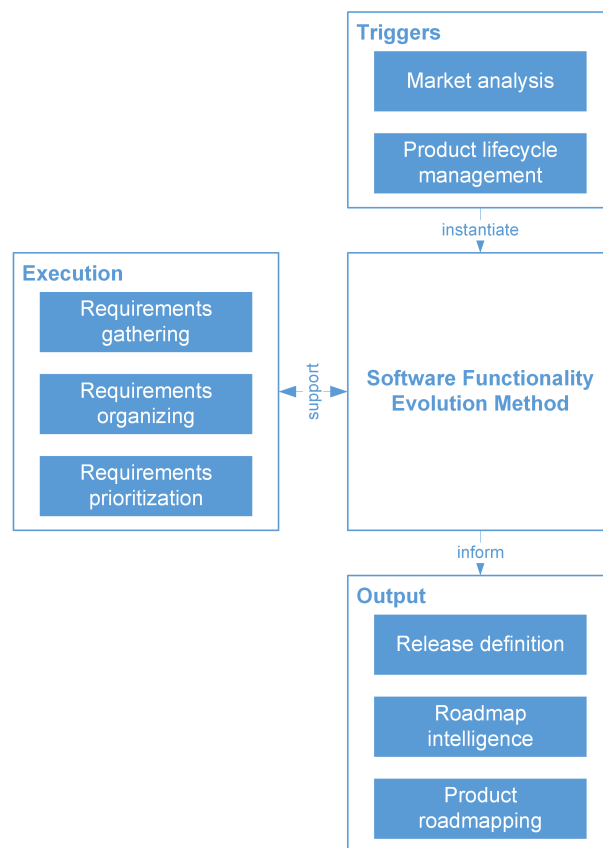 Triggers
Market analysis
Product lifecycle
management
instantiate
Execution
Requirements
gathering
Requirements
organizing
Requirements
prioritization
support
Software Functionality
Evolution Method
inform
Output
Release definition
Roadmap
intelligence
Product
roadmapping